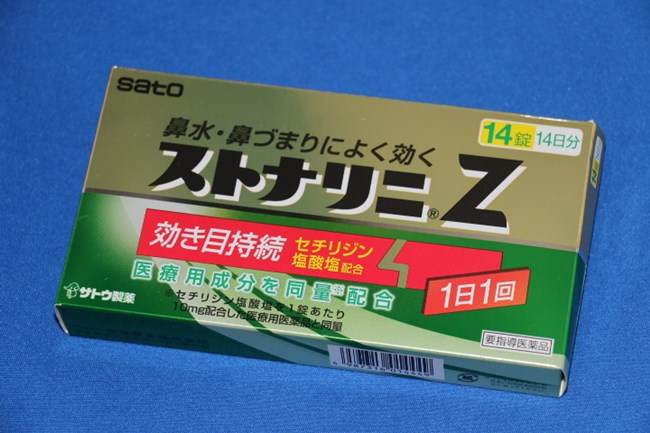 sato
鼻水・鼻づまりによく効く
14錠 14日分
ストナリニ® Z
効き目持続 セチリジン
塩酸塩配合
医療用成分を同量※配合
1日1回
※セチリジン塩酸塩を1錠あたり
10mg配合した医療用医薬品と同量
サトウ製薬
要指導医薬品
14錠